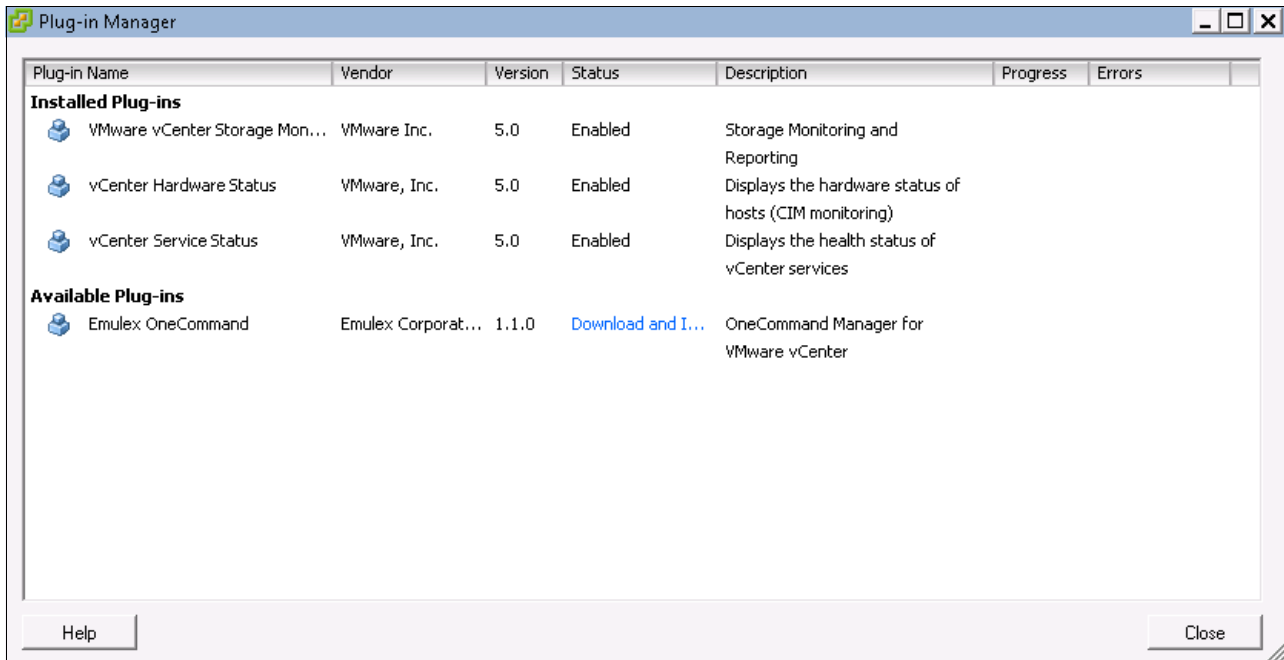 Plug-in Manager
Plug-in Name Vendor Version Status Description Progress Errors
Installed Plug-ins
VMware vCenter Storage Mon... VMware Inc. 5.0 Enabled Storage Monitoring and
Reporting
vCenter Hardware Status VMware, Inc. 5.0 Enabled Displays the hardware status of
hosts (CIM monitoring)
vCenter Service Status VMware, Inc. 5.0 Enabled Displays the health status of
vCenter services
Available Plug-ins
Emulex OneCommand Emulex Corporat... 1.1.0 Download and I... OneCommand Manager for
VMware vCenter
Help Close